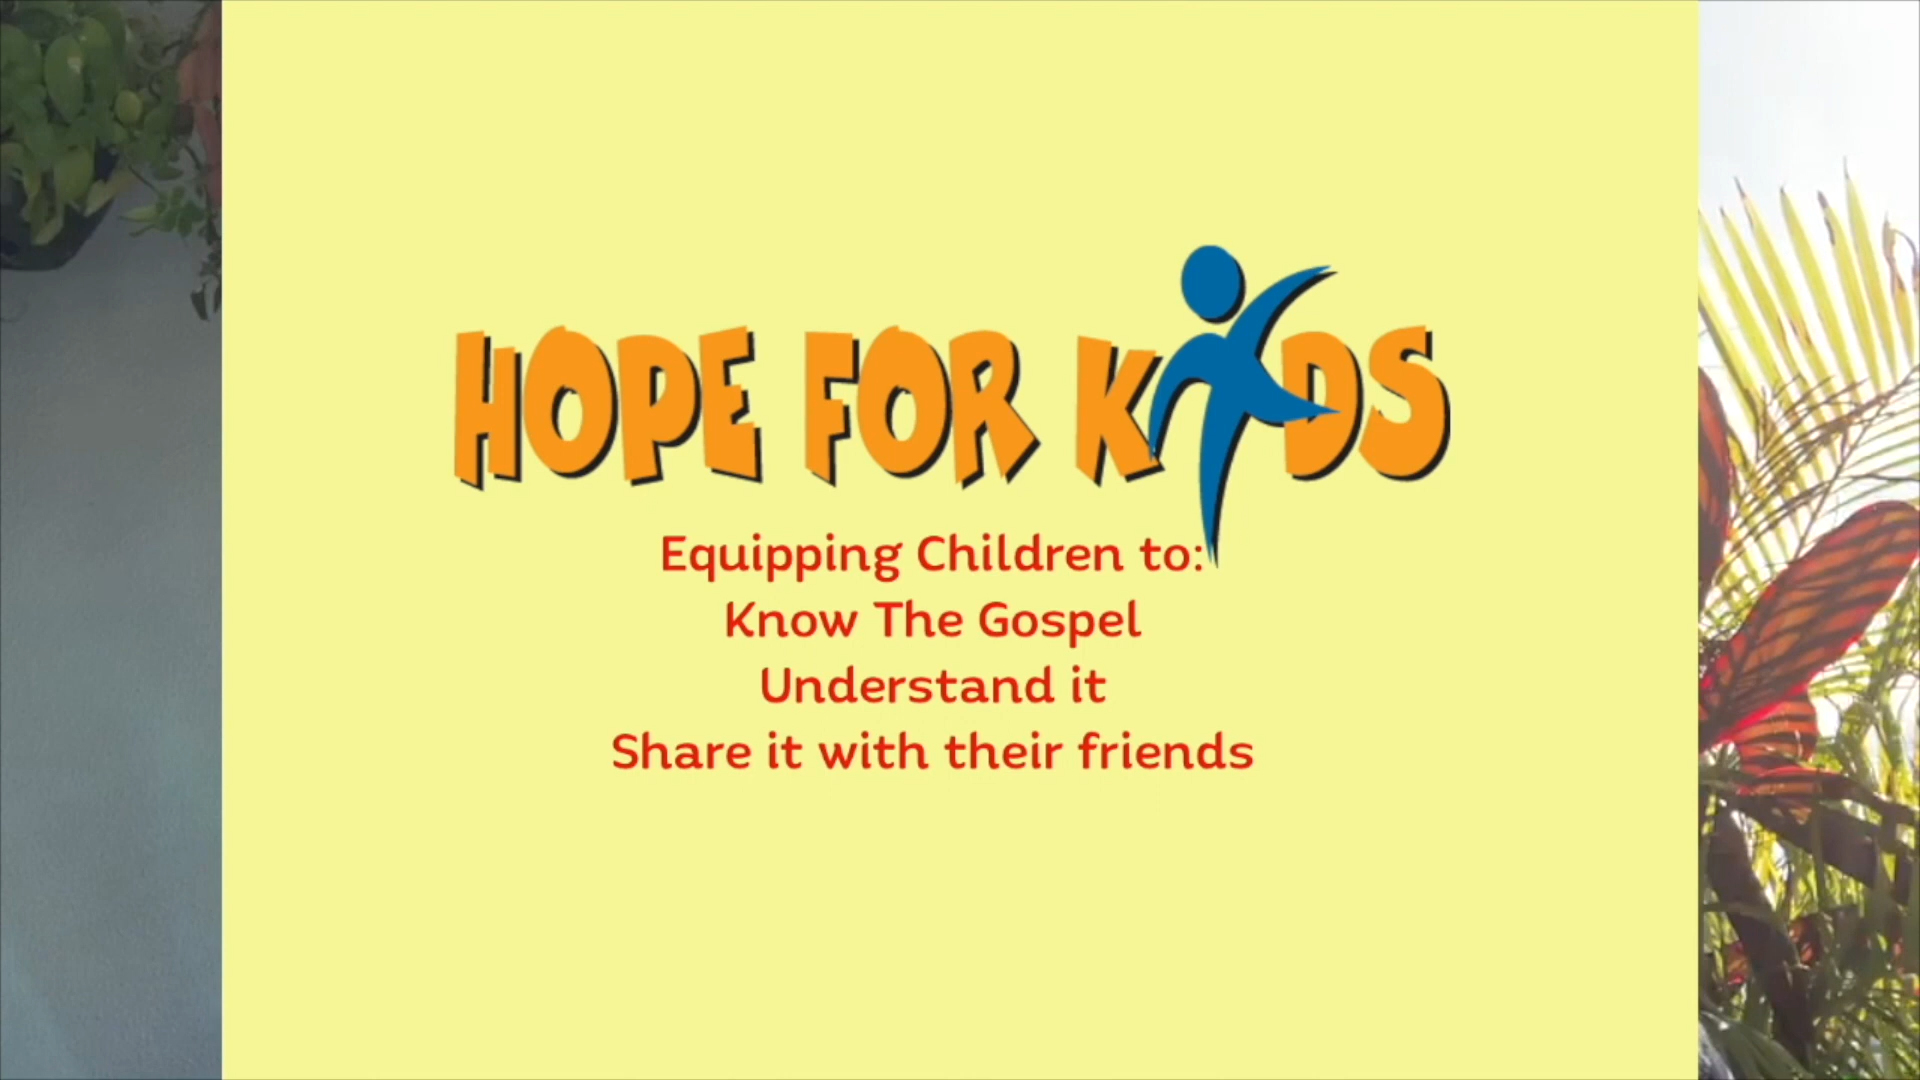 HOPE FOR KIDS
Equipping Children to:
Know The Gospel
Understand it
Share it with their friends